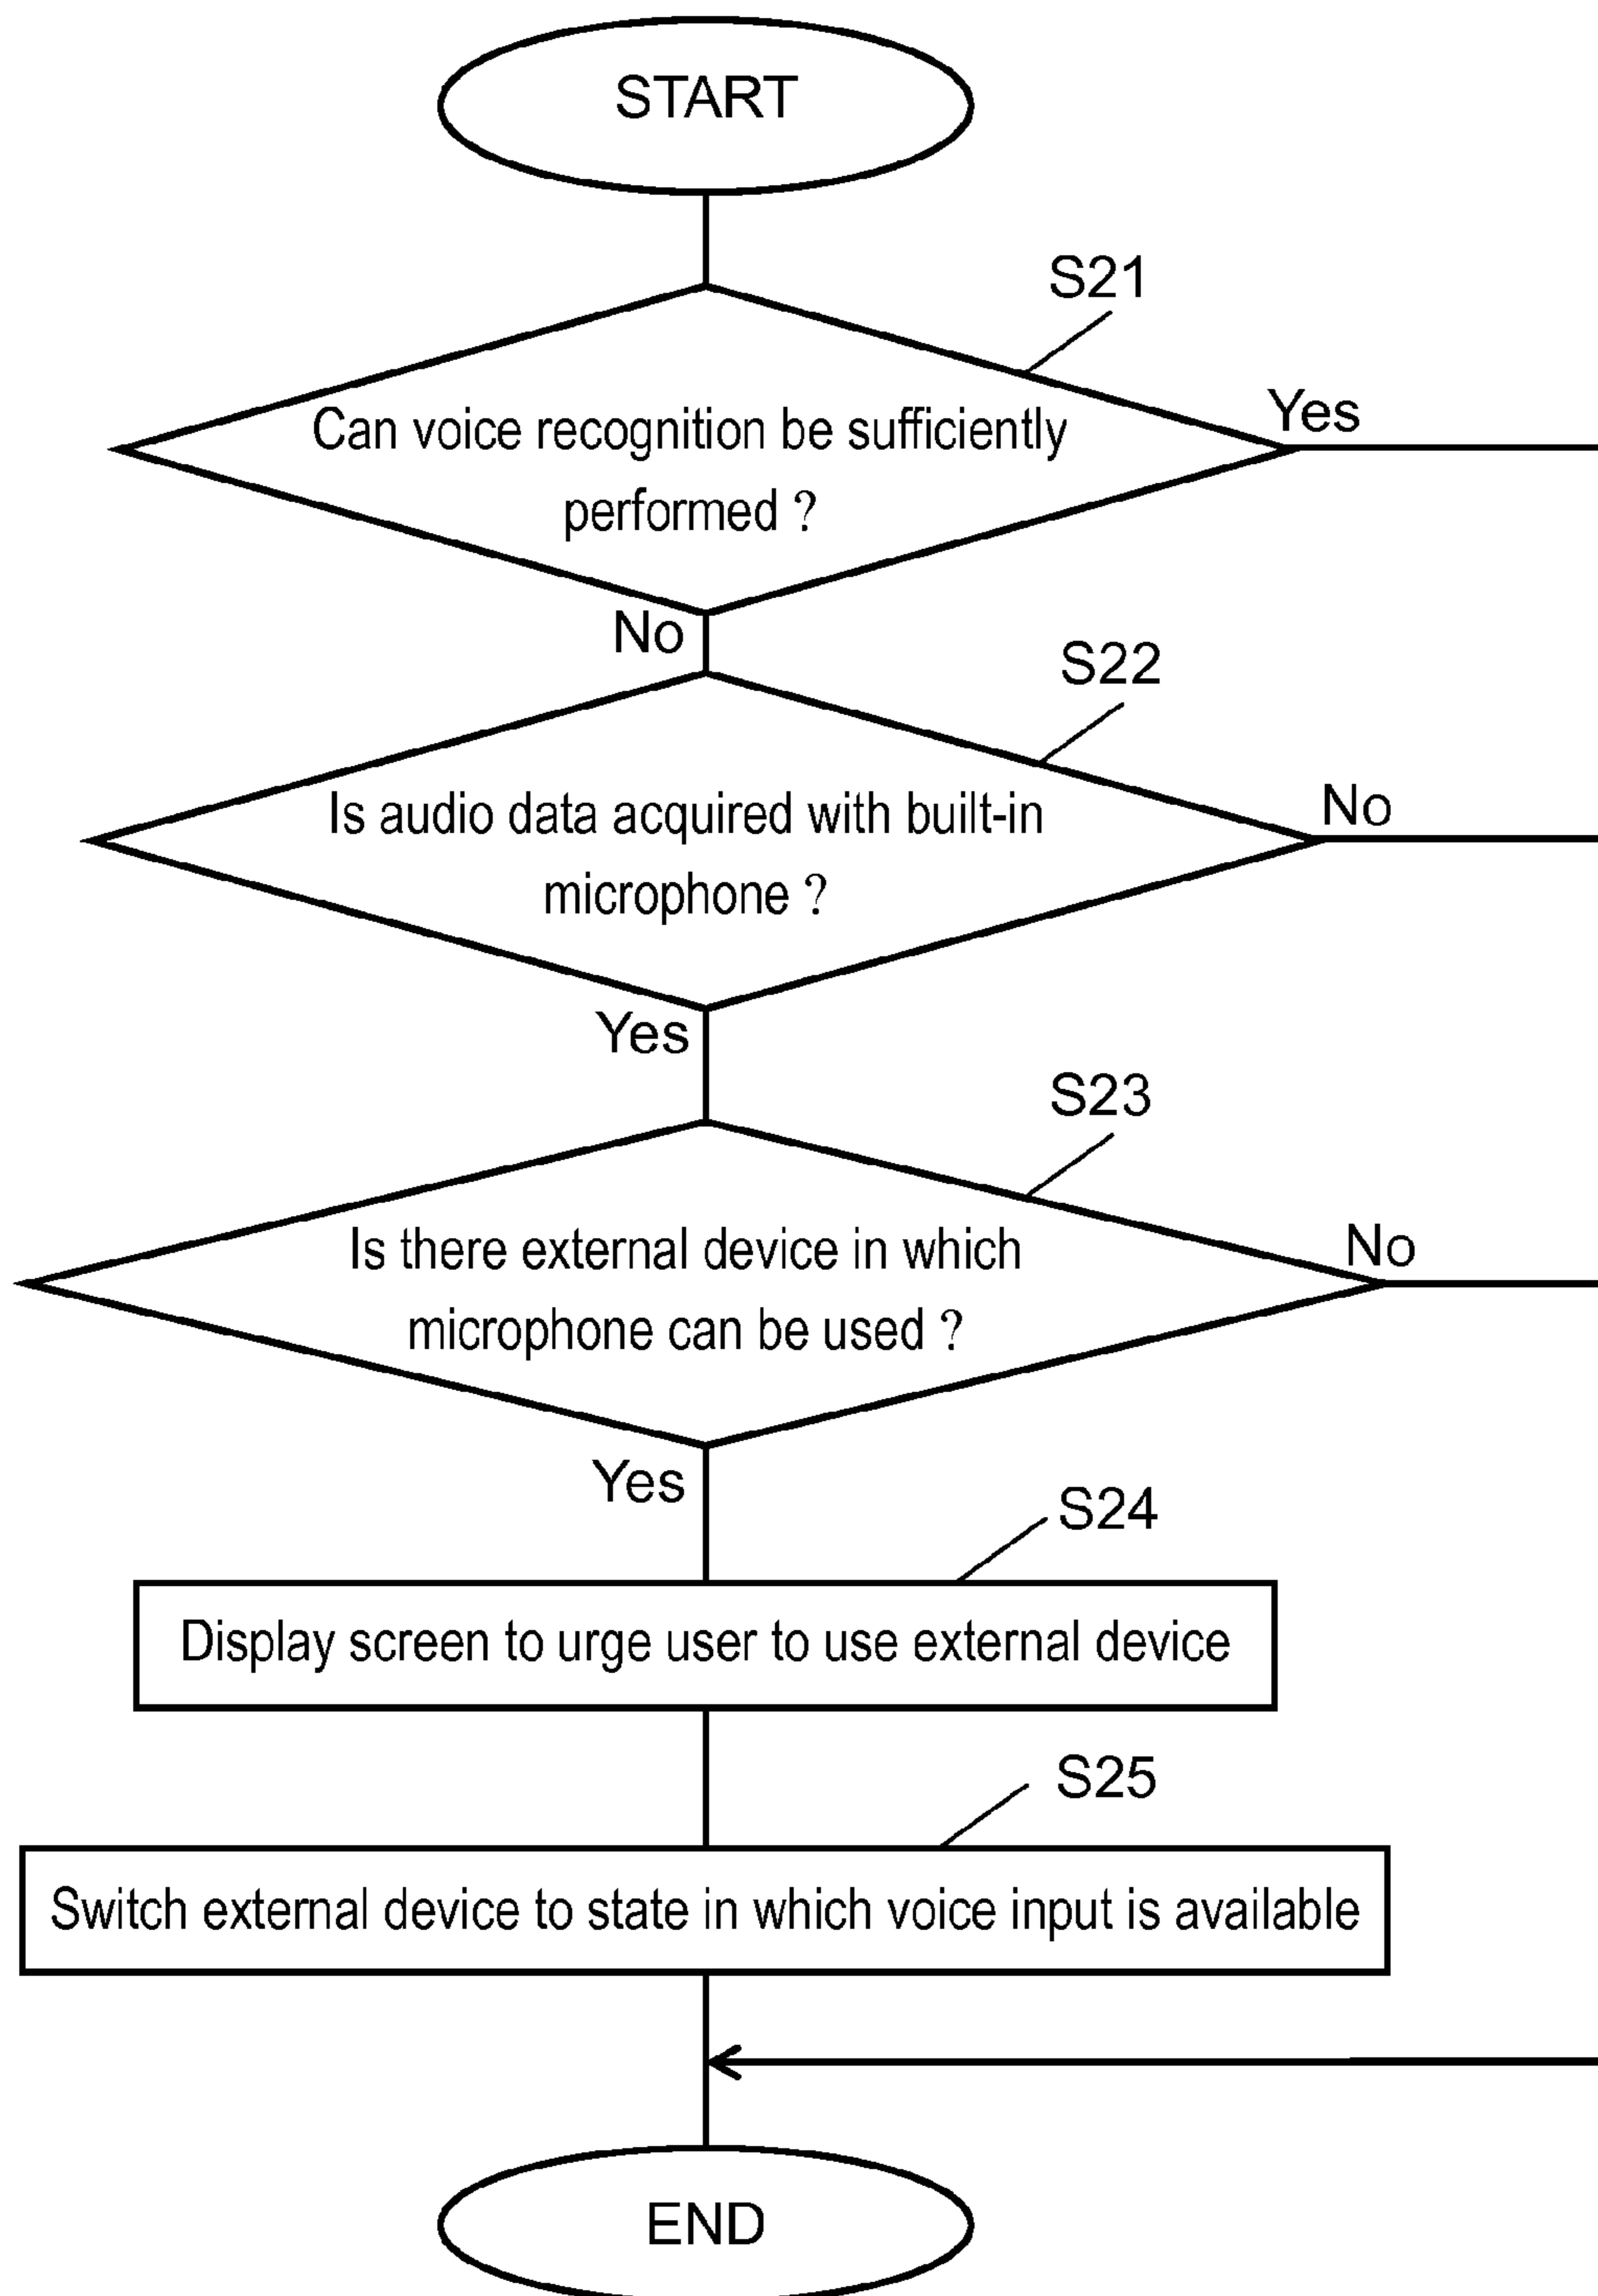 START
S21
Yes
Can voice recognition be sufficiently
performed ?
No
S22
No
Is audio data acquired with built-in
microphone ?
Yes
S23
No
Is there external device in which
microphone can be used ?
Yes
S24
Display screen to urge user to use external device
S25
Switch external device to state in which voice input is available
END